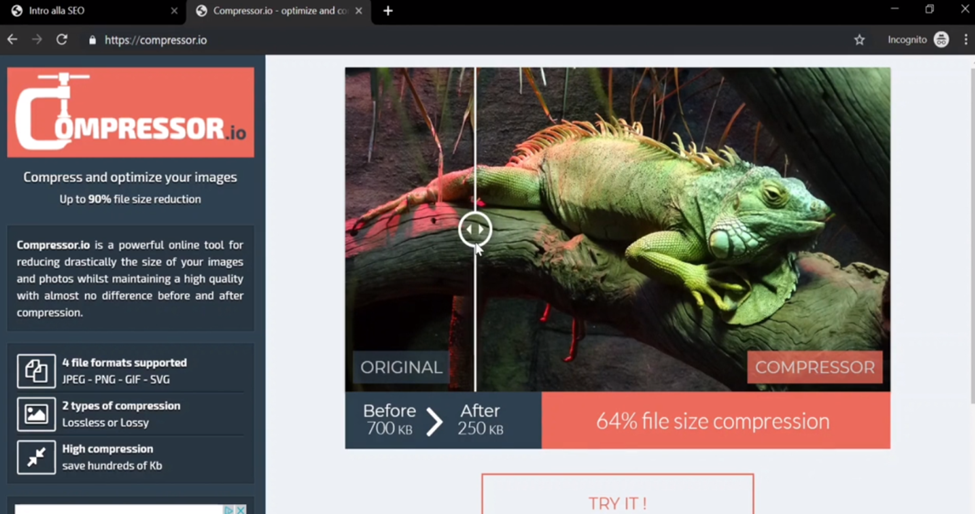 Intro alla SEO
Compressor.io - optimize and co
https://compressor.io
Incognito
COMPRESSOR.io
Compress and optimize your images
Up to 90% file size reduction
Compressor.io is a powerful online tool for
reducing drastically the size of your images
and photos whilst maintaining a high quality
with almost no difference before and after
compression.
4 file formats supported
JPEG - PNG - GIF - SVG
2 types of compression
Lossless or Lossy
High compression
save hundreds of Kb
ORIGINAL
COMPRESSOR
Before
700 KB
After
250 KB
64% file size compression
TRY IT !